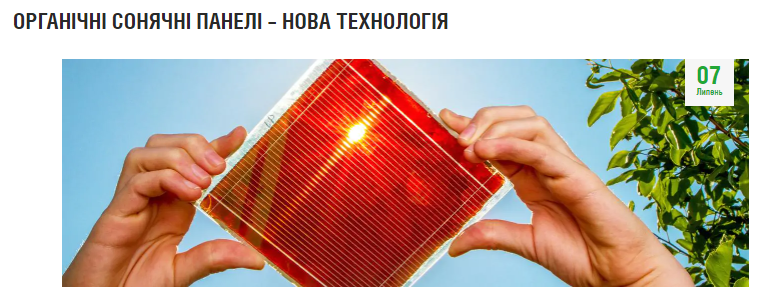 ОРГАНІЧНІ СОНЯЧНІ ПАНЕЛІ – НОВА ТЕХНОЛОГІЯ
07
Липень